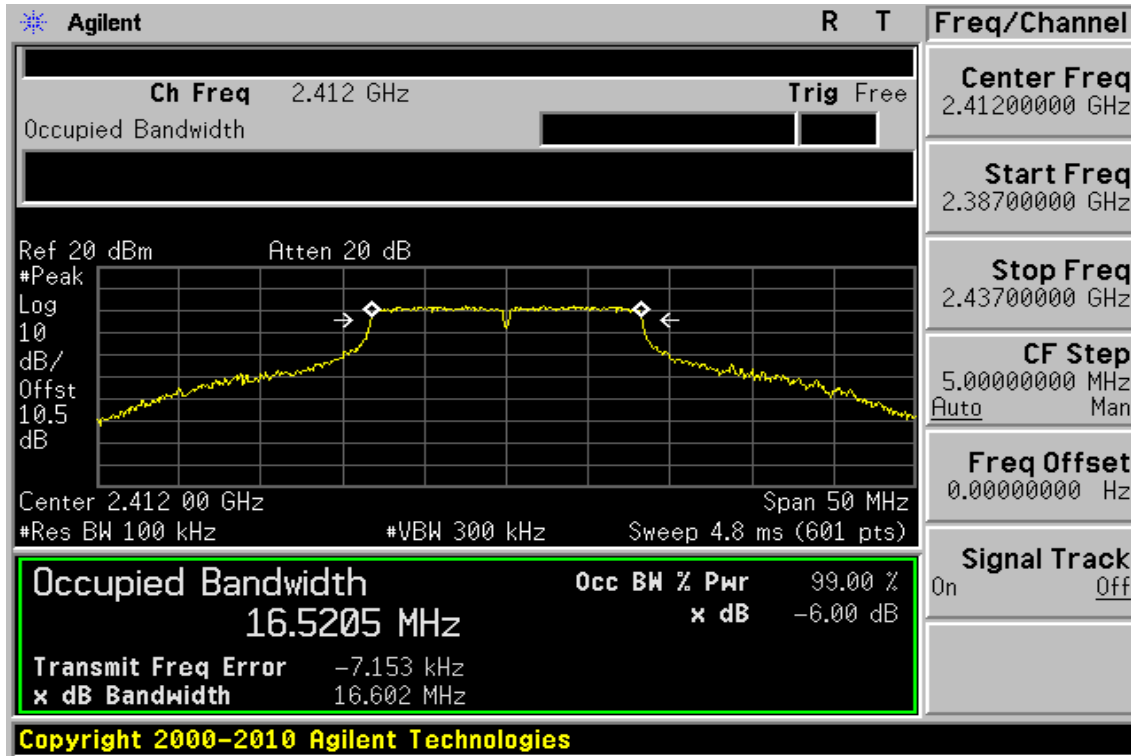 Agilent R T
Ch Freq 2.412 GHz Trig Free
Occupied Bandwidth
Ref 20 dBm Atten 20 dB
#Peak
Log
10
dB/
Offst
10.5
dB
Center 2.412 00 GHz Span 50 MHz
#Res BW 100 kHz #VBW 300 kHz Sweep 4.8 ms (601 pts)
Occupied Bandwidth
16.5205 MHz
Occ BW % Pwr 99.00 %
x dB -6.00 dB
Transmit Freq Error -7.153 kHz
x dB Bandwidth 16.602 MHz
Copyright 2000-2010 Agilent Technologies
Freq/Channel
Center Freq
2.41200000 GHz
Start Freq
2.38700000 GHz
Stop Freq
2.43700000 GHz
CF Step
5.00000000 MHz
Auto Man
Freq Offset
0.00000000 Hz
Signal Track
On Off